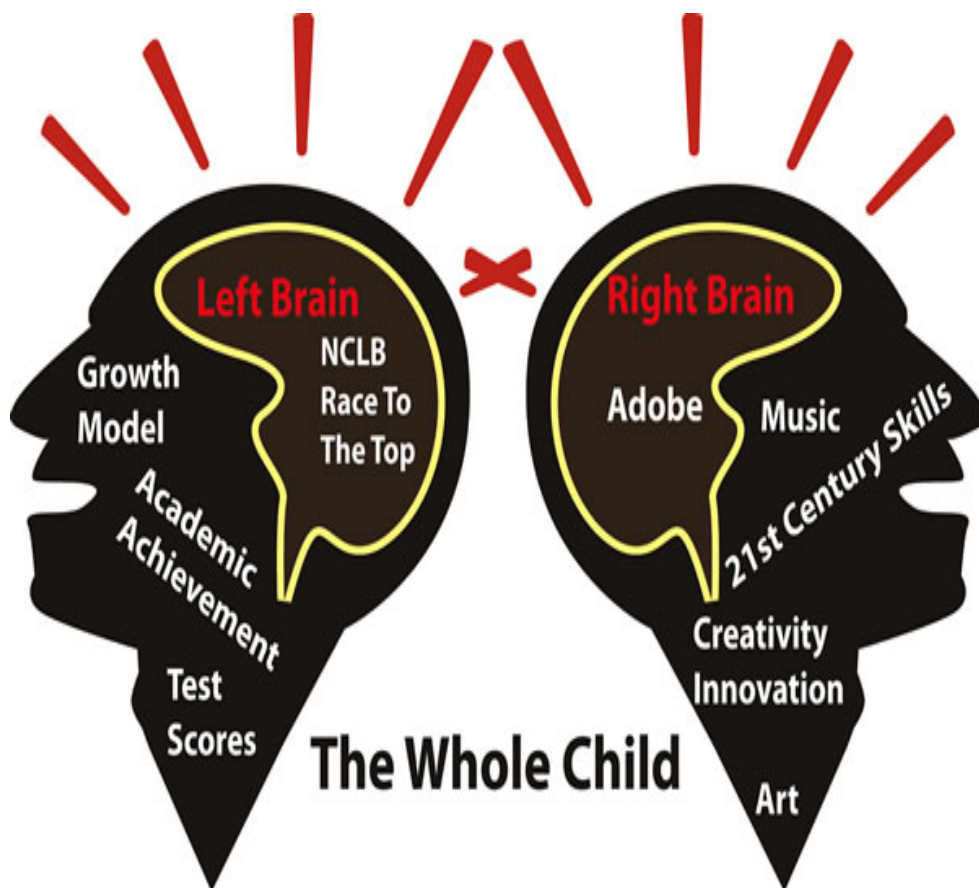 Left Brain
NCLB
Race To
The Top
Growth
Model
Academic
Achievement
Test
Scores
Right Brain
Adobe
Music
21st Century Skills
Creativity
Innovation
Art
The Whole Child